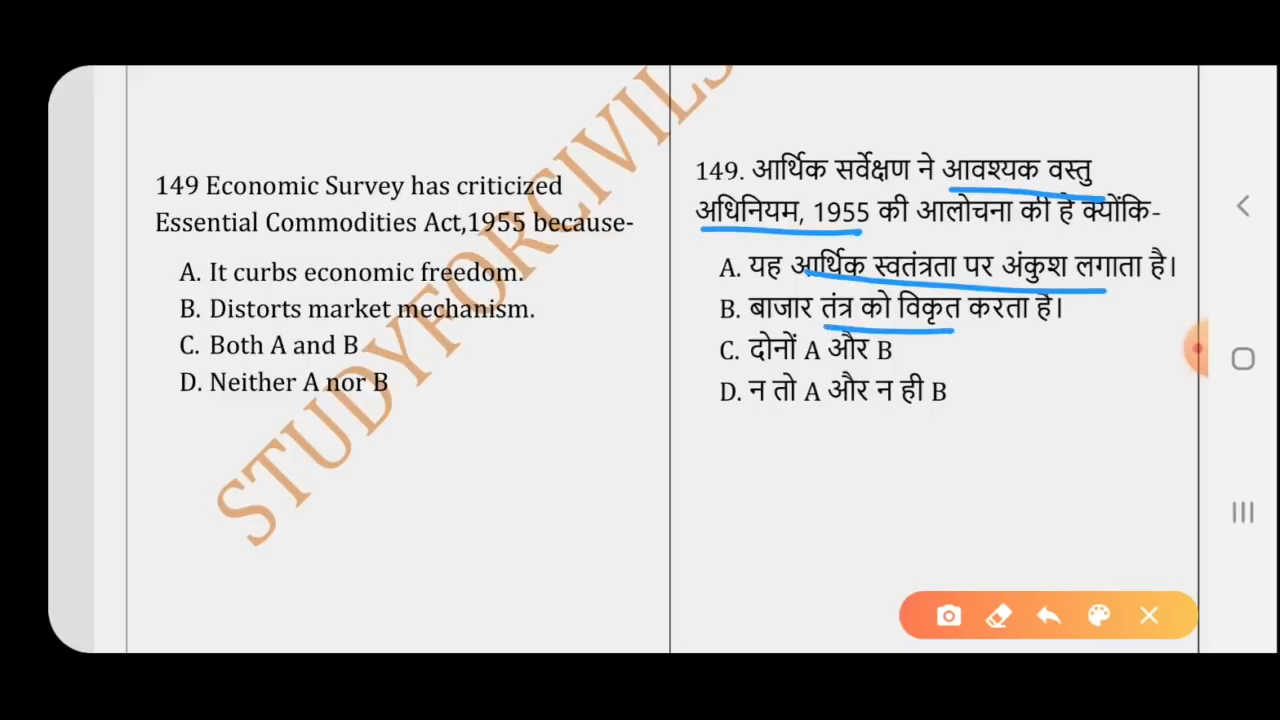 149 Economic Survey has criticized
Essential Commodities Act,1955 because-
A. It curbs economic freedom.
B. Distorts market mechanism.
C. Both A and B
D. Neither A nor B
149. आर्थिक सर्वेक्षण ने आवश्यक वस्तु
अधिनियम, 1955 की आलोचना की है क्योंकि-
A. यह आर्थिक स्वतंत्रता पर अंकुश लगाता है।
B. बाजार तंत्र को विकृत करता है।
C. दोनों A और B
D. न तो A और न ही B
STUDYFORCIVILS